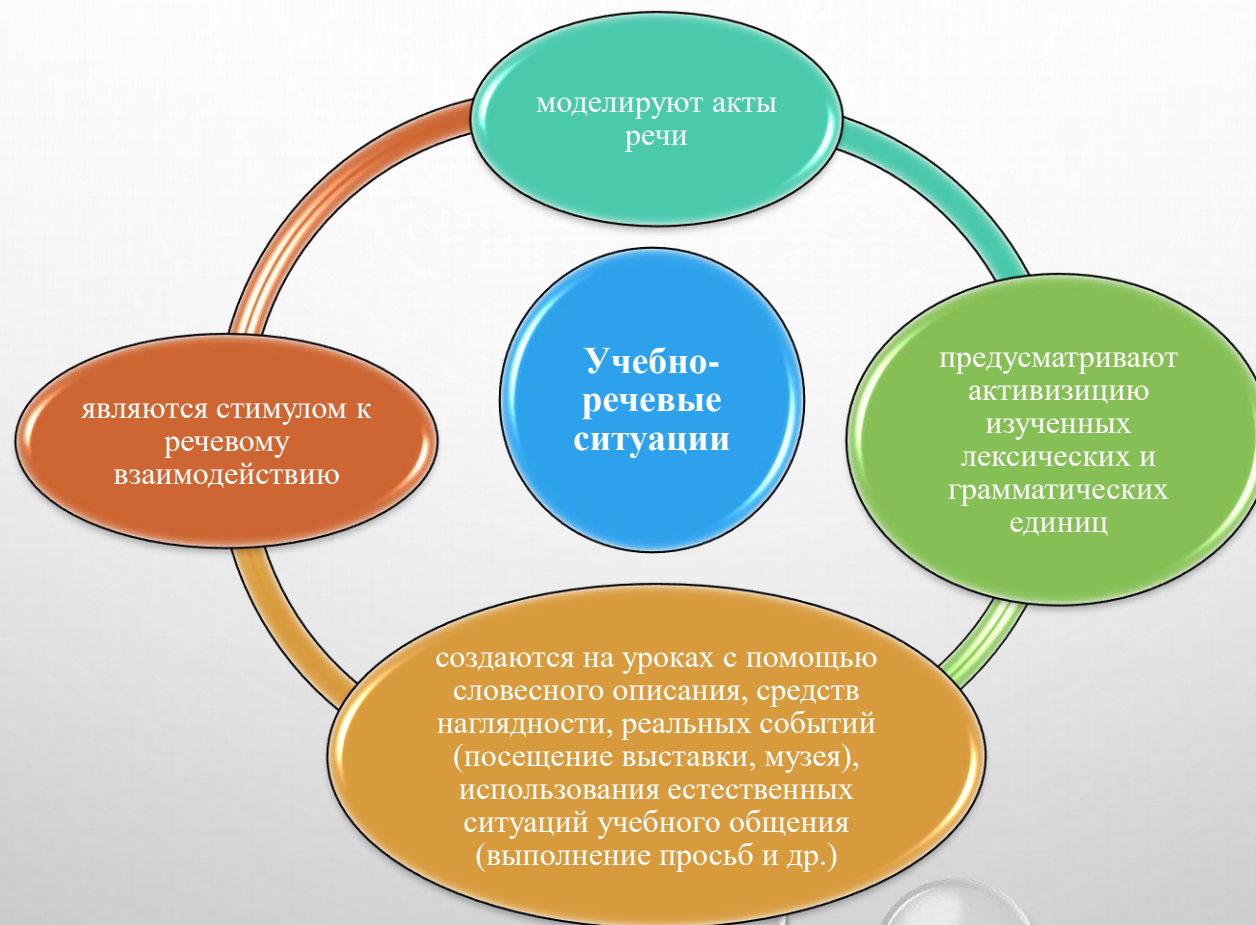 моделируют акты
речи
Учебно-
речевые
ситуации
предусматривают
активизицию
изученных
лексических и
грамматических
единиц
создаются на уроках с помощью
словесного описания, средств
наглядности, реальных событий
(посещение выставки, музея),
использования естественных
ситуаций учебного общения
(выполнение просьб и др.)
являются стимулом к
речевому
взаимодействию